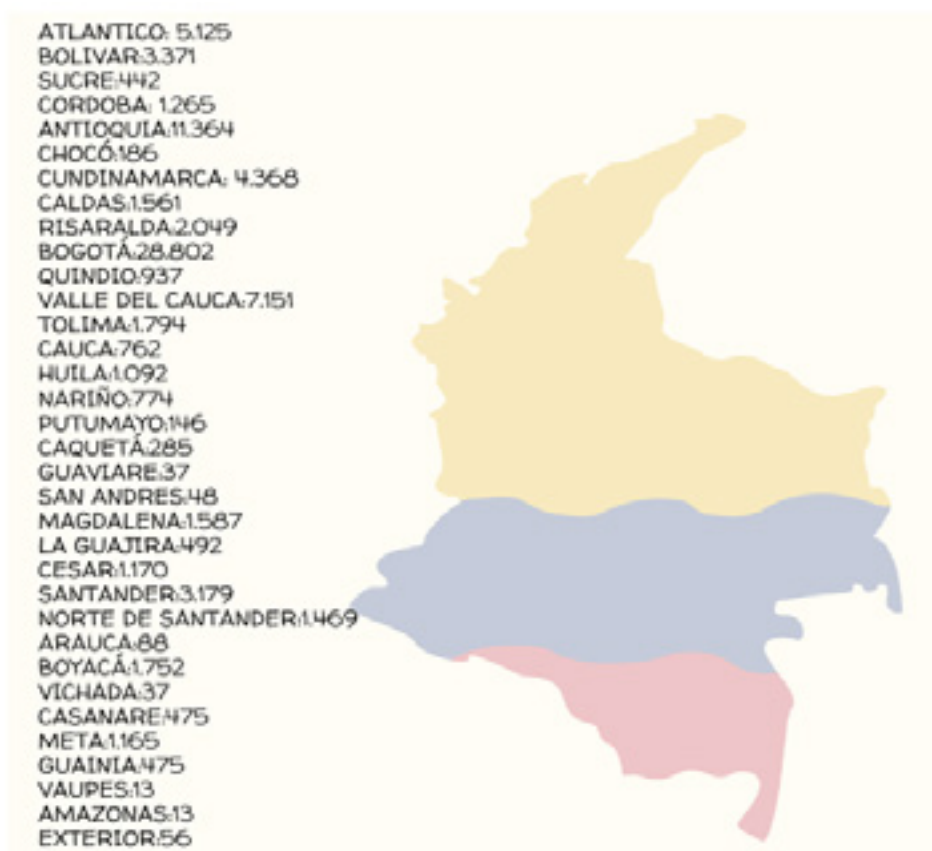 ATLANTICO: 5.125
BOLIVAR:3.371
SUCRE:442
CORDOBA: 1.265
ANTIOQUIA:11.364
CHOCÓ:186
CUNDINAMARCA: 4.368
CALDAS:1.561
RISARALDA:2.049
BOGOTÁ:28.802
QUINDIO:937
VALLE DEL CAUCA:7.151
TOLIMA:1.794
CAUCA:762
HUILA:1.092
NARIÑO:774
PUTUMAYO:146
CAQUETÁ:285
GUAVIARE:37
SAN ANDRES:48
MAGDALENA:1.587
LA GUAJIRA:492
CESAR:1.170
SANTANDER:3.179
NORTE DE SANTANDER:1.469
ARAUCA:88
BOYACÁ:1.752
VICHADA:37
CASANARE:475
META:1.165
GUAINIA:475
VAUPES:13
AMAZONAS:13
EXTERIOR:56